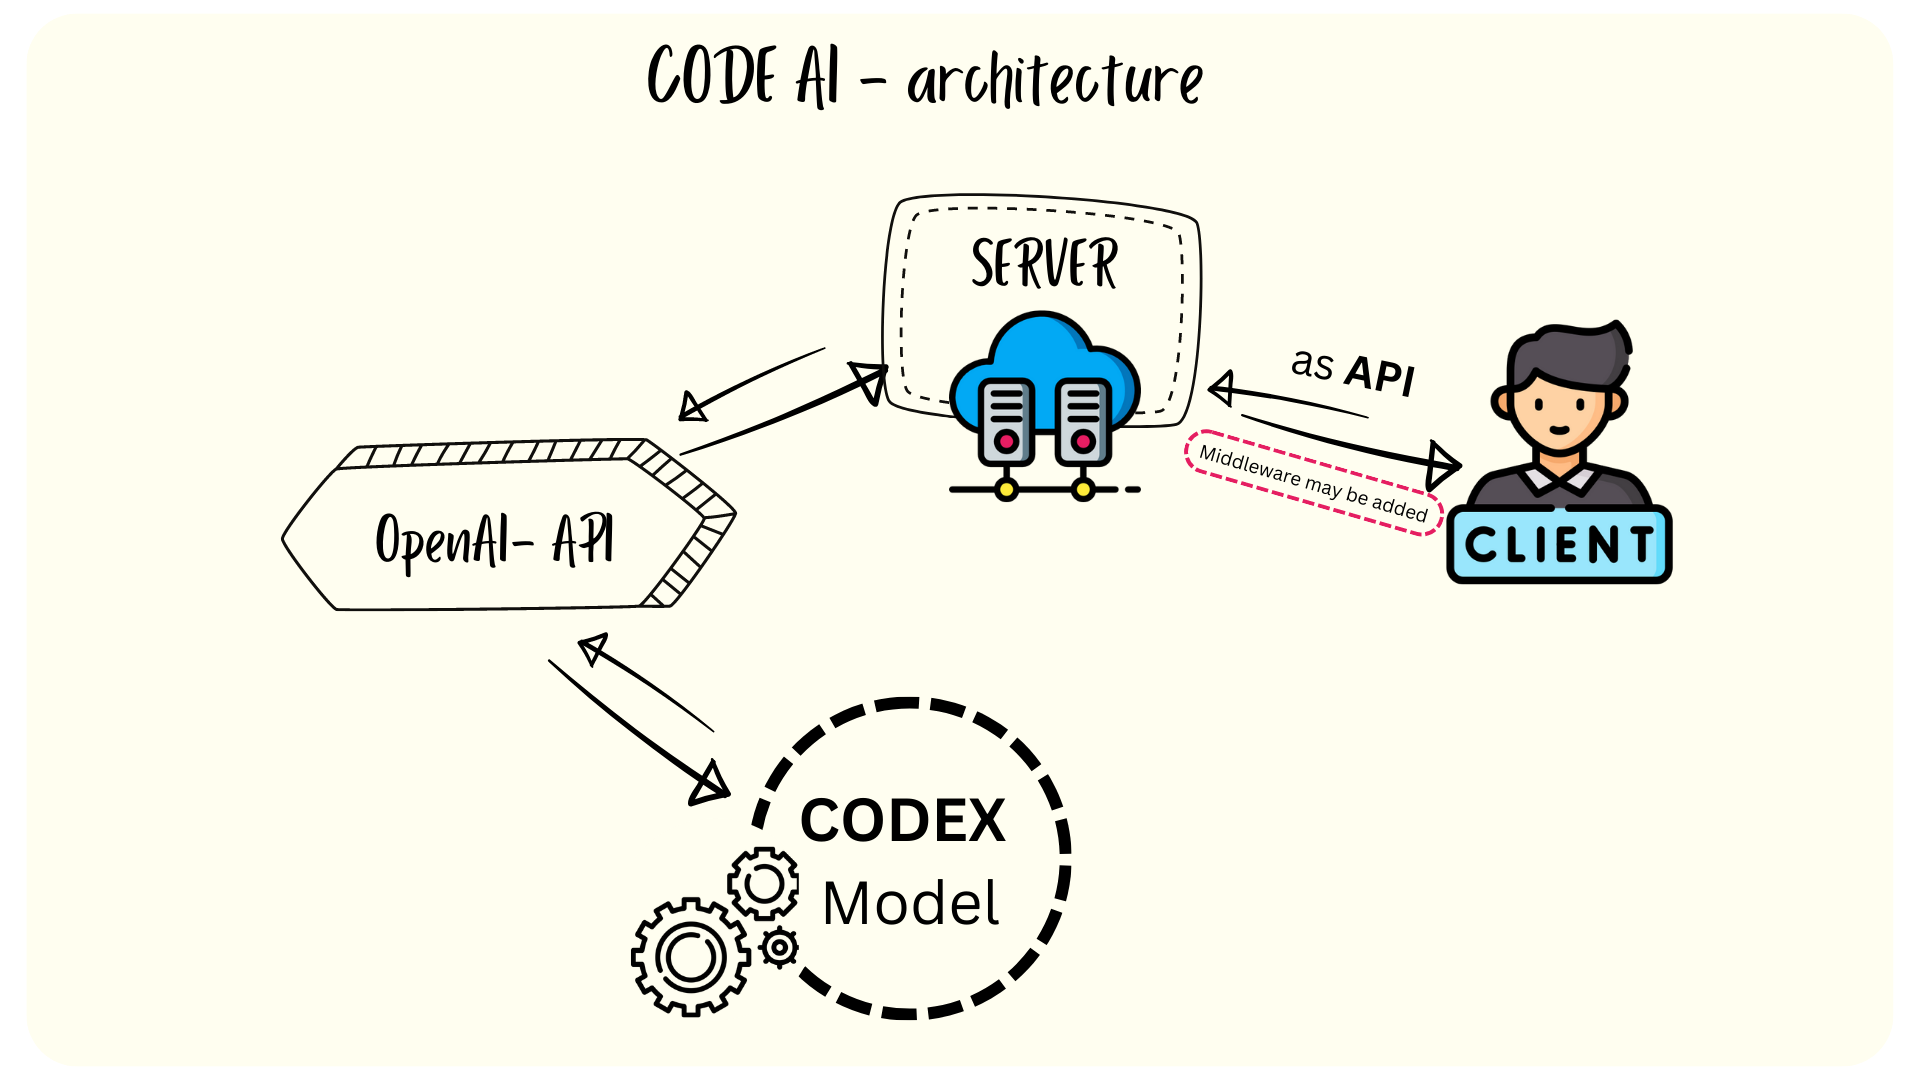 CODE AI - architecture
SERVER
as API
Middleware may be added
CLIENT
OpenAI- API
CODEX
Model